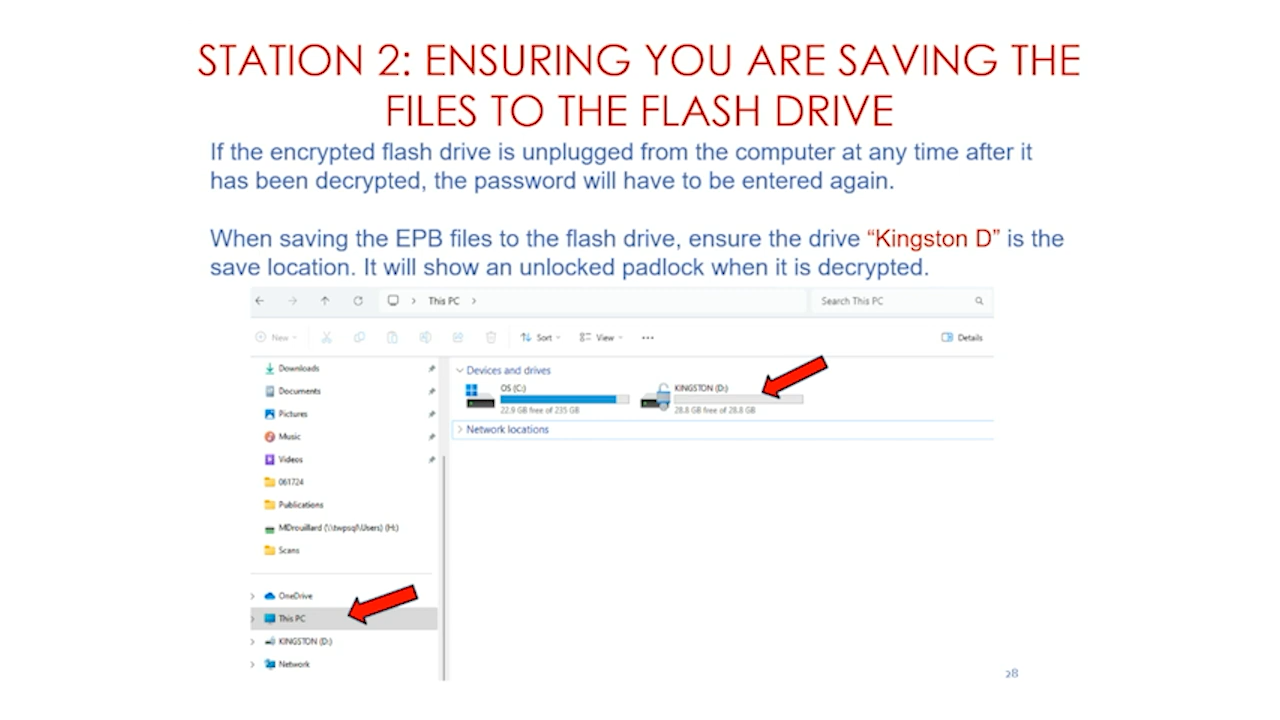 STATION 2: ENSURING YOU ARE SAVING THE
FILES TO THE FLASH DRIVE
If the encrypted flash drive is unplugged from the computer at any time after it
has been decrypted, the password will have to be entered again.
When saving the EPB files to the flash drive, ensure the drive “Kingston D” is the
save location. It will show an unlocked padlock when it is decrypted.
This PC
Search This PC
New
Sort
View
Details
Downloads
Documents
Pictures
Music
Videos
061724
Publications
MDrouillard (\\twpsql\Users) (H:)
Scans
OneDrive
This PC
KINGSTON (D:)
Network
Devices and drives
OS (C:)
22.9 GB free of 235 GB
KINGSTON (D:)
28.8 GB free of 28.8 GB
Network locations
28